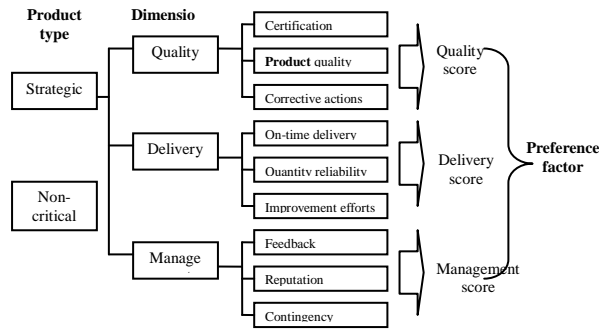 Product
type
Dimensio
Strategic
Non-
critical
Quality
Delivery
Manage
Certification
Product quality
Corrective actions
On-time delivery
Quantity reliability
Improvement efforts
Feedback
Reputation
Contingency
Quality
score
Delivery
score
Management
score
Preference
factor